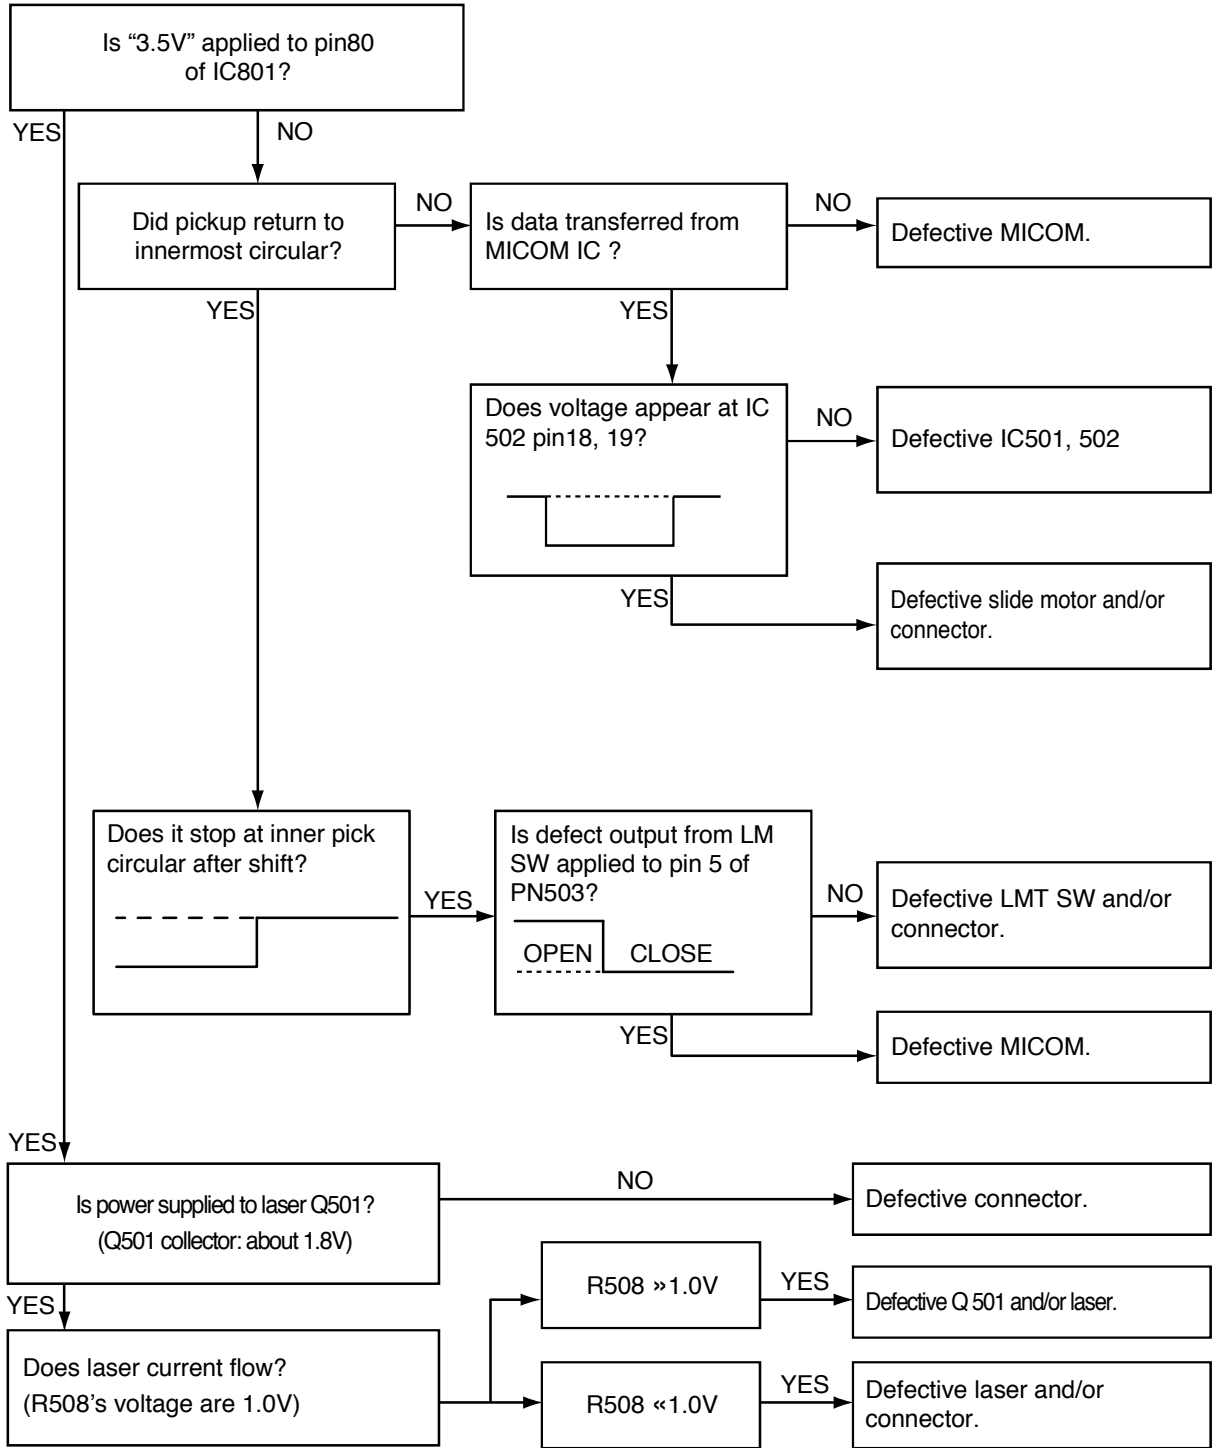 Is “3.5V” applied to pin80
of IC801?
YES
NO
Did pickup return to
innermost circular?
NO
Is data transferred from
MICOM IC ?
NO
Defective MICOM.
YES
YES
Does voltage appear at IC
502 pin18, 19?
NO
Defective IC501, 502
YES
Defective slide motor and/or
connector.
Does it stop at inner pick
circular after shift?
YES
Is defect output from LM
SW applied to pin 5 of
PN503?
OPEN
CLOSE
NO
Defective LMT SW and/or
connector.
YES
Defective MICOM.
YES
Is power supplied to laser Q501?
(Q501 collector: about 1.8V)
NO
Defective connector.
YES
Does laser current flow?
(R508’s voltage are 1.0V)
R508 »1.0V
YES
Defective Q 501 and/or laser.
R508 «1.0V
YES
Defective laser and/or
connector.